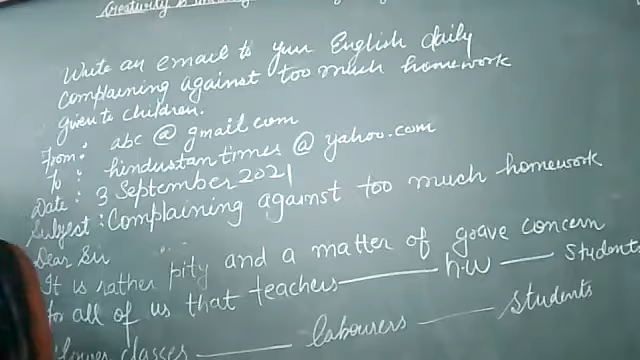 Creativity is
Write an email to your English daily
complaining against too much homework
given to children.
From: abc @ gmail com
To : hindustantimes @ yahoo.com
Date : 3 September 2021
Subject : Complaining against too much homework
Dear Sir
It is rather pity and a matter of grave concern
to all of us that teachers ——— h.w —— students
lower classes ——— labourers ——— students